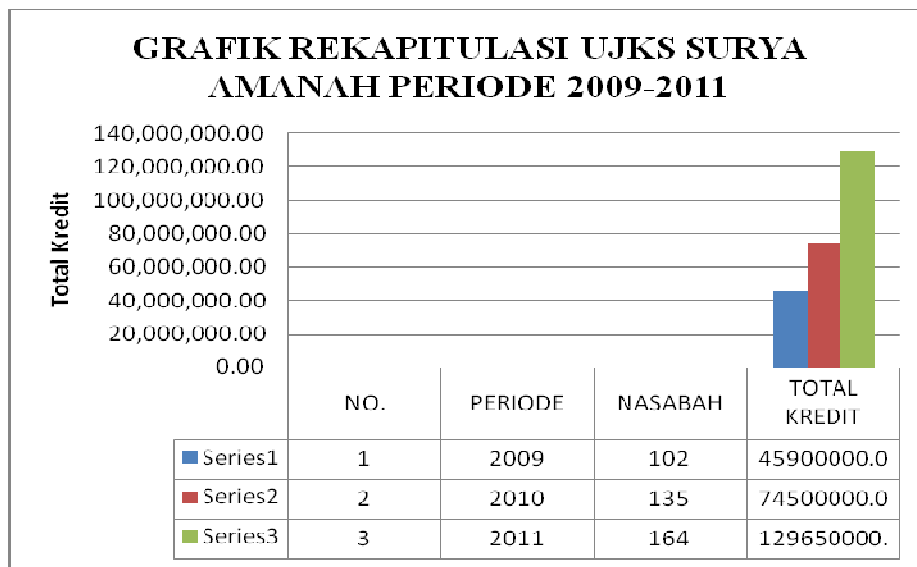 GRAFIK REKAPITULASI UJKS SURYA
AMANAH PERIODE 2009-2011
Total Kredit
140,000,000.00
120,000,000.00
100,000,000.00
80,000,000.00
60,000,000.00
40,000,000.00
20,000,000.00
0.00
NO. PERIODE NASABAH TOTAL
KREDIT
Series1 1 2009 102 45900000.0
Series2 2 2010 135 74500000.0
Series3 3 2011 164 129650000.